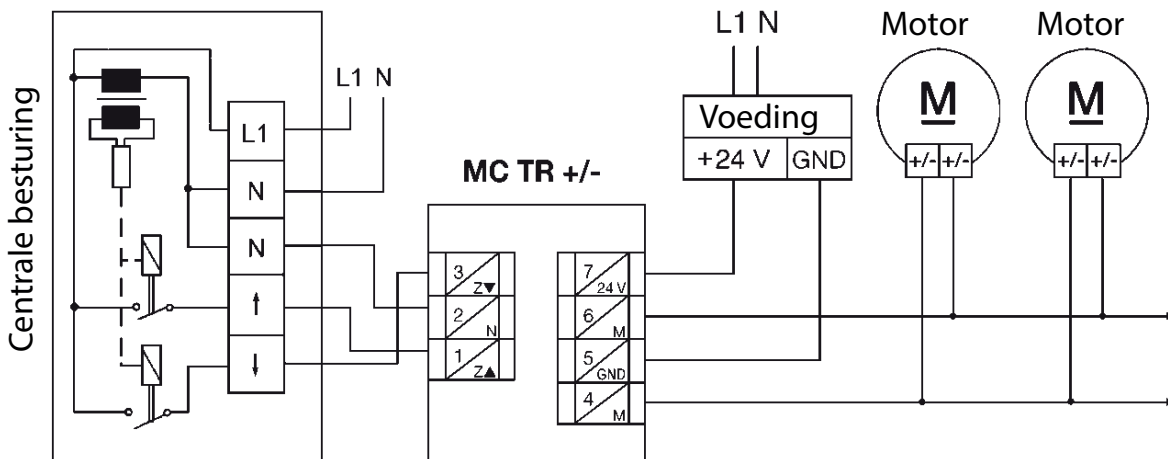 Centrale besturing
L1 N
L1
N
N
↑
↓
MC TR +/-
3 Z▼
2 N
1 Z▲
7 24 V
6 M
5 GND
4 M
L1 N
Voeding
+24 V GND
Motor
M
+/- +/-
Motor
M
+/- +/-